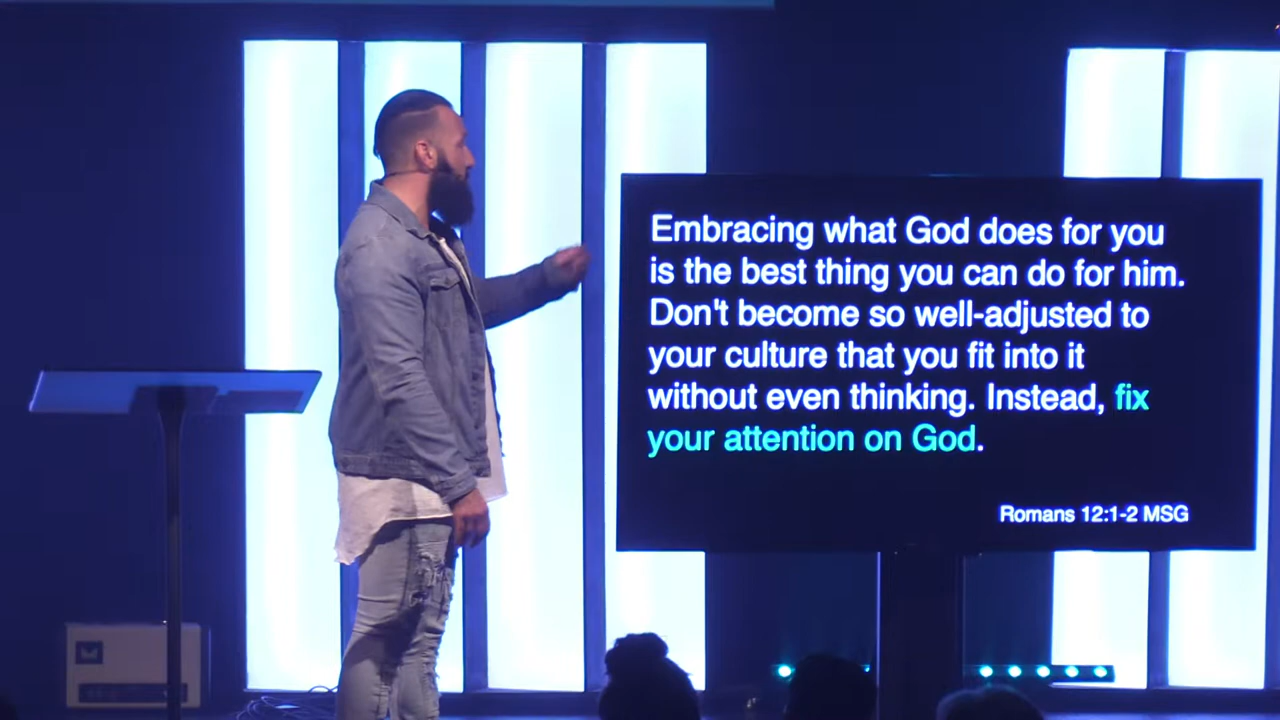 Embracing what God does for you
is the best thing you can do for him.
Don't become so well-adjusted to
your culture that you fit into it
without even thinking. Instead, fix
your attention on God.
Romans 12:1-2 MSG